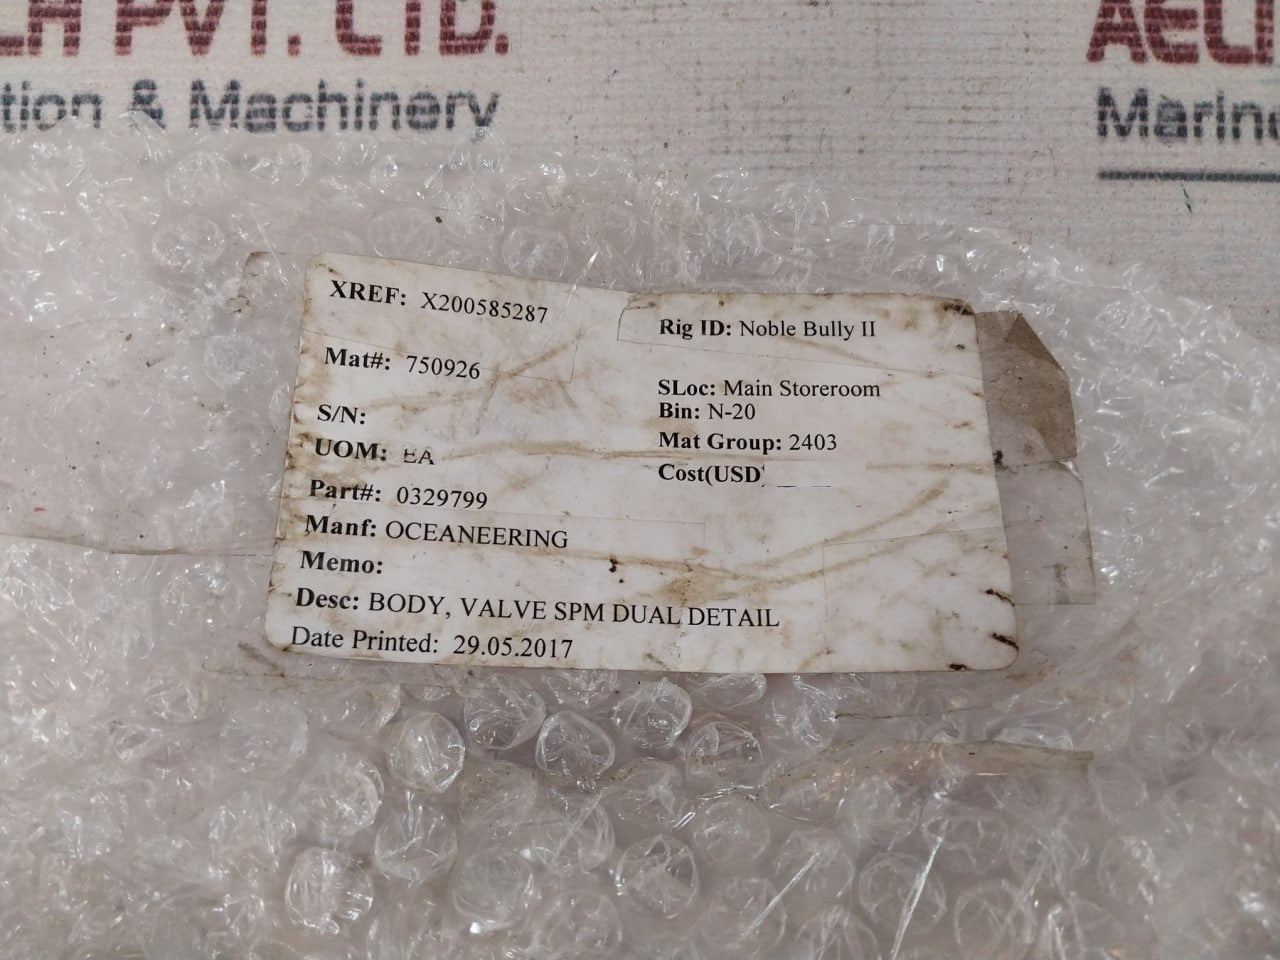 LH PVT. LTD.
tion & Machinery
AELI
Marin
XREF: X200585287
Mat#: 750926
S/N:
UOM: EA
Part#: 0329799
Manf: OCEANEERING
Memo:
Desc: BODY, VALVE SPM DUAL DETAIL
Date Printed: 29.05.2017
Rig ID: Noble Bully II
SLoc: Main Storeroom
Bin: N-20
Mat Group: 2403
Cost(USD)